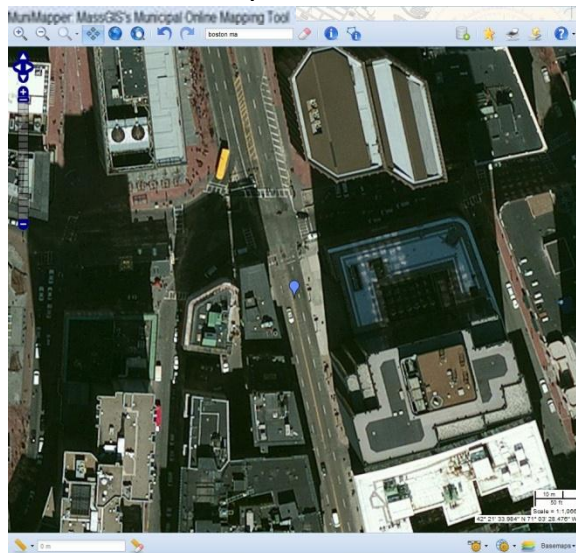 MuniMapper: MassGIS's Municipal Online Mapping Tool
boston ma
10 m
50 ft
Scale = 1:1,066
42° 21' 33.984" N 71° 03' 28.476" W
0 m
Basemaps